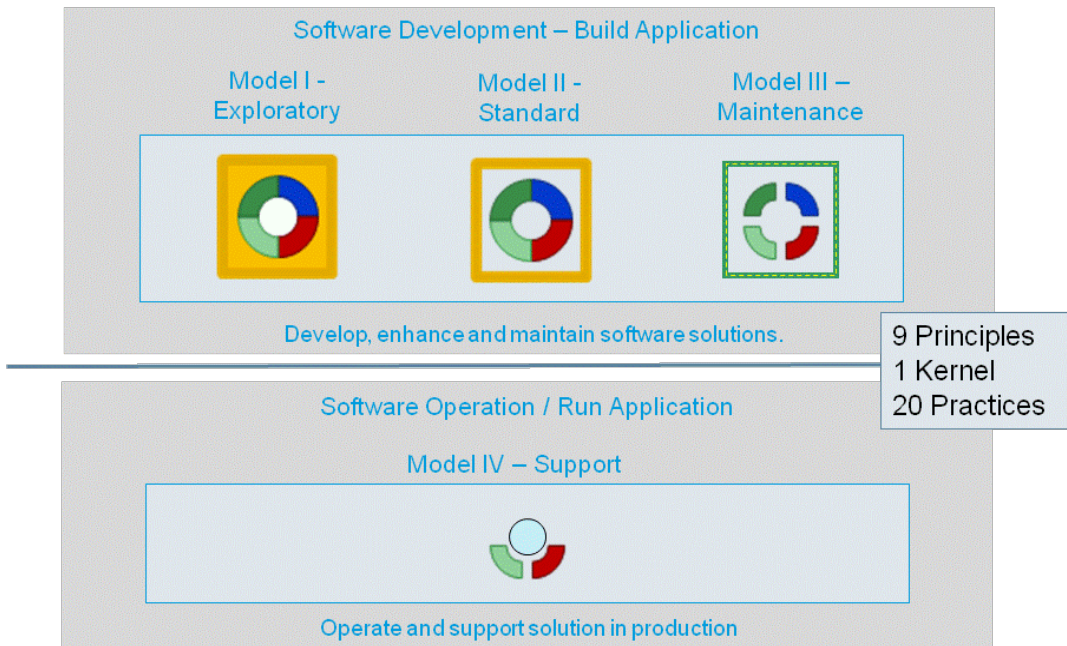 Software Development – Build Application
Model I -
Exploratory
Model II -
Standard
Model III –
Maintenance
Develop, enhance and maintain software solutions.
9 Principles
1 Kernel
20 Practices
Software Operation / Run Application
Model IV – Support
Operate and support solution in production